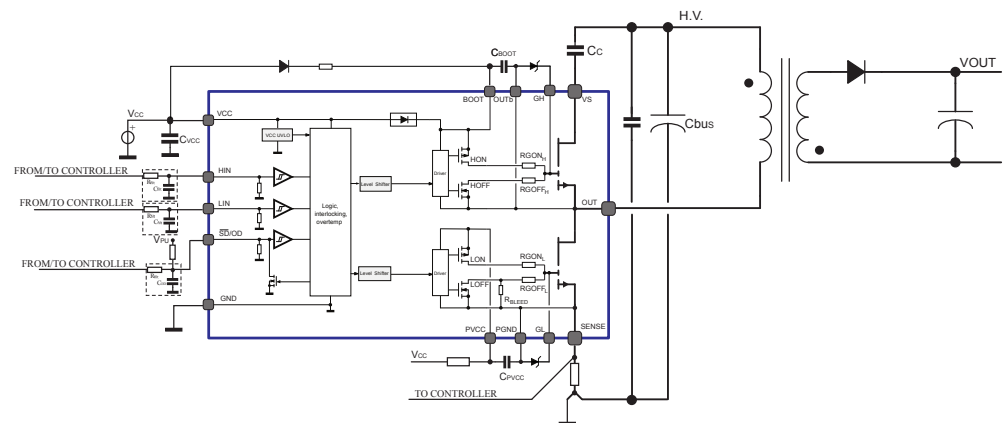 H.V.
CBOOT
CC
VOUT
BOOT
OUTb
GH
VS
VCC
+
CVCC
VCC
VCC UVLO
Cbus
FROM/TO CONTROLLER
HIN
HON
RGONH
Driver
Level Shifter
HOFF
RGOFFH
FROM/TO CONTROLLER
LIN
Logic,
interlocking,
overtemp
OUT
VPU
SD/OD
FROM/TO CONTROLLER
LON
RGONL
Level Shifter
Driver
LOFF
RGOFFL
RBLEED
GND
PVCC
PGND
GL
SENSE
VCC
CPVCC
TO CONTROLLER